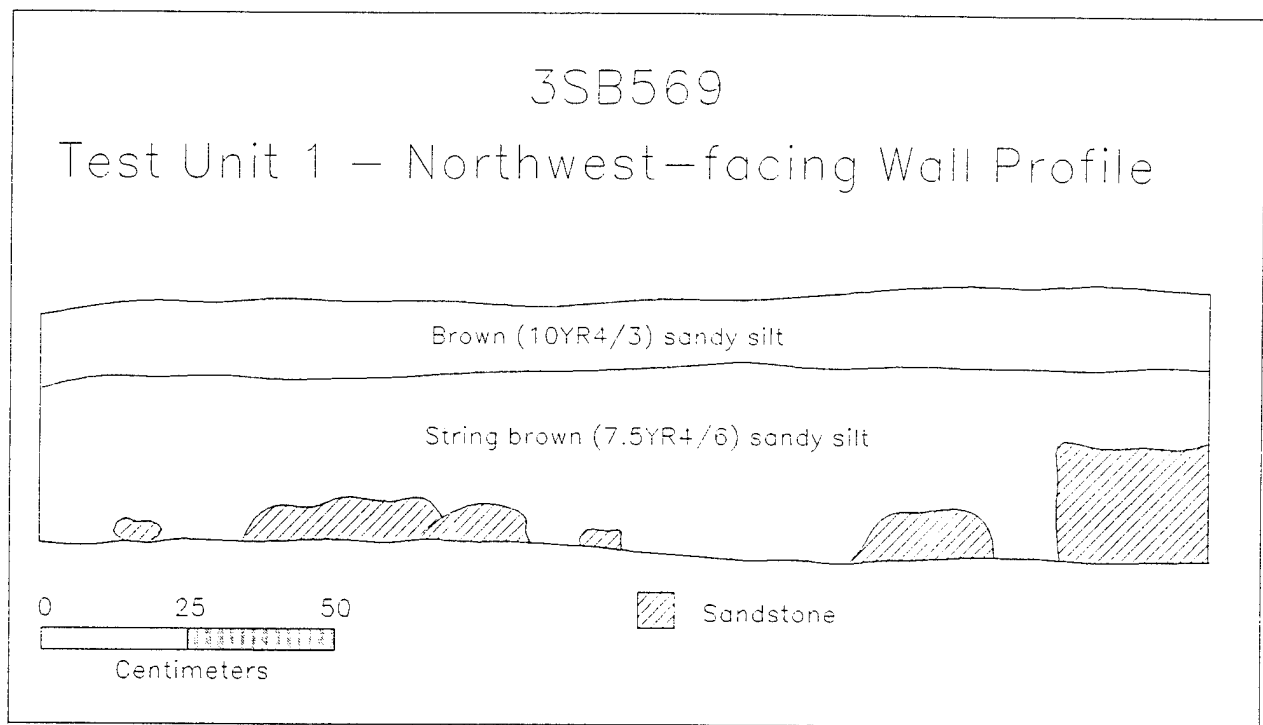 3SB569
Test Unit 1 – Northwest–facing Wall Profile
Brown (10YR4/3) sandy silt
String brown (7.5YR4/6) sandy silt
0 25 50
Centimeters
Sandstone